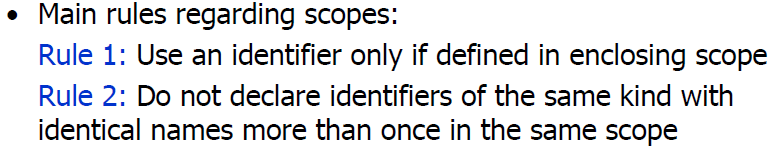 • Main rules regarding scopes:
Rule 1: Use an identifier only if defined in enclosing scope
Rule 2: Do not declare identifiers of the same kind with
identical names more than once in the same scope